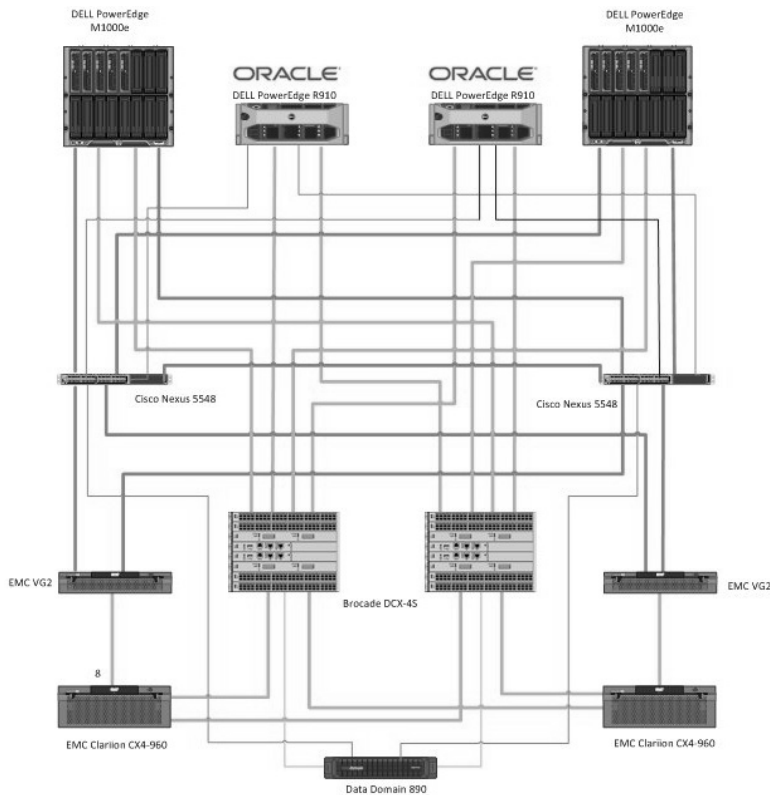 DELL PowerEdge
M1000e
DELL PowerEdge
M1000e
ORACLE
ORACLE
DELL PowerEdge R910
DELL PowerEdge R910
Cisco Nexus 5548
Cisco Nexus 5548
EMC VG2
EMC VG2
Brocade DCX-4S
8
EMC Clariion CX4-960
EMC Clariion CX4-960
Data Domain 890